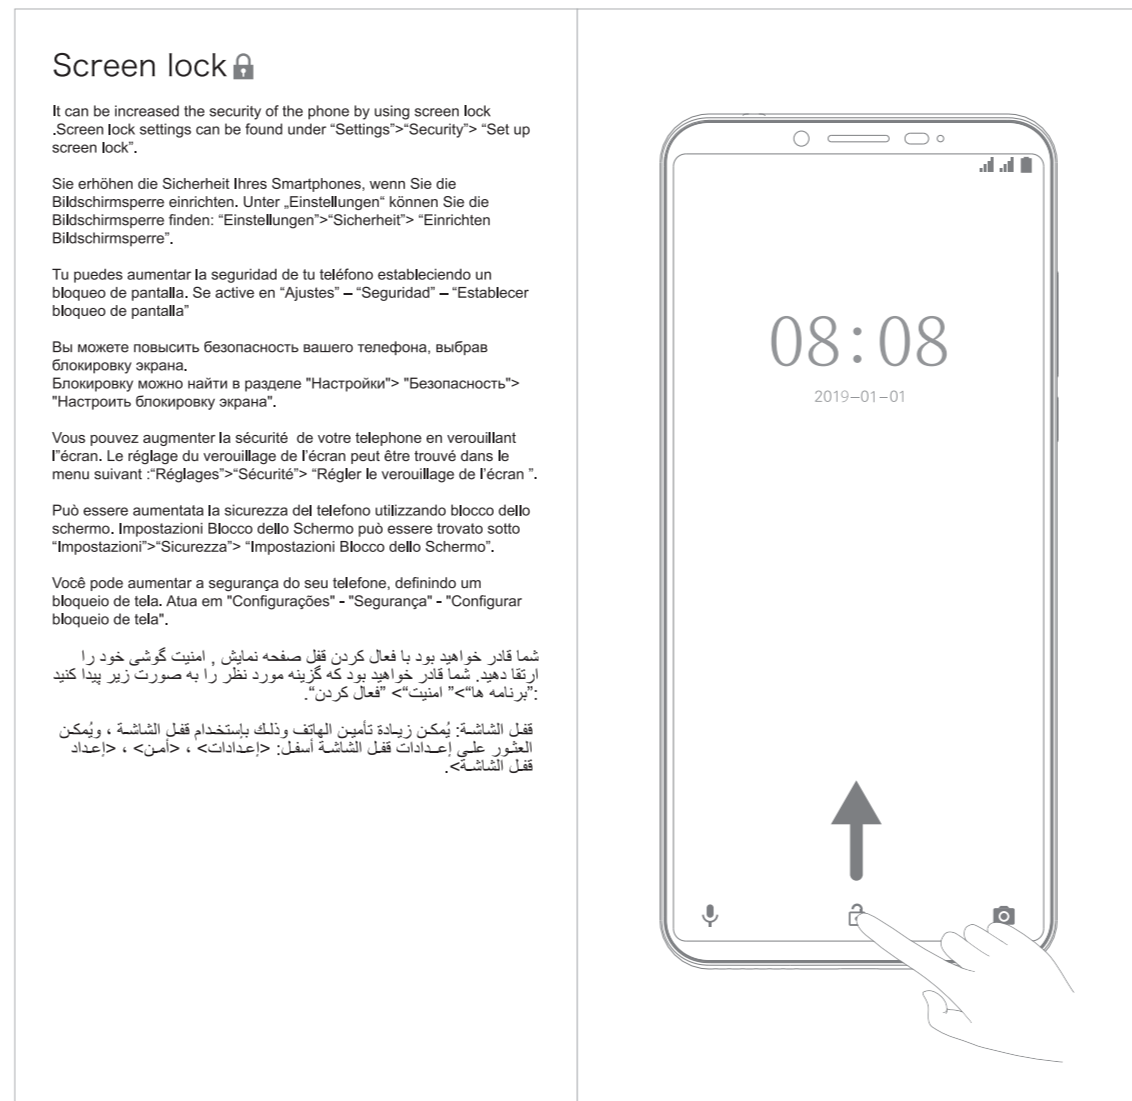 Screen lock
It can be increased the security of the phone by using screen lock
.Screen lock settings can be found under “Settings”>“Security”> “Set up
screen lock”.
Sie erhöhen die Sicherheit Ihres Smartphones, wenn Sie die
Bildschirmsperre einrichten. Unter „Einstellungen“ können Sie die
Bildschirmsperre finden: “Einstellungen”>“Sicherheit”> “Einrichten
Bildschirmsperre”.
Tu puedes aumentar la seguridad de tu teléfono estableciendo un
bloqueo de pantalla. Se active en “Ajustes” – “Seguridad” – “Establecer
bloqueo de pantalla”
Вы можете повысить безопасность вашего телефона, выбрав
блокировку экрана.
Блокировку можно найти в разделе "Настройки"> "Безопасность">
"Настроить блокировку экрана".
Vous pouvez augmenter la sécurité  de votre telephone en verouillant
l”écran. Le réglage du verouillage de l’écran peut être trouvé dans le
menu suivant :“Réglages”>“Sécurité”> “Régler le verouillage de l’écran ”.
Può essere aumentata la sicurezza del telefono utilizzando blocco dello
schermo. Impostazioni Blocco dello Schermo può essere trovato sotto
“Impostazioni”>“Sicurezza”> “Impostazioni Blocco dello Schermo”.
Você pode aumentar a segurança do seu telefone, definindo um
bloqueio de tela. Atua em "Configurações" - "Segurança" - "Configurar
bloqueio de tela".
شما قادر خواهید بود با فعال کردن قفل صفحه نمایش , امنیت گوشی خود را
ارتقا دهید. شما قادر خواهید بود که گزینه مورد نظر را به صورت زیر پیدا کنید
:”برنامه ها“>” امنیت“> ”فعال کردن“.
قفل الشاشة: يُمكن زيادة تأمين الهاتف وذلك بإستخدام قفل الشاشة ، ويُمكن
العثور على إعدادات قفل الشاشة أسفل: <إعدادات> ، <أمن> ، <إعداد
قفل الشاشة>.
08:08
2019–01–01